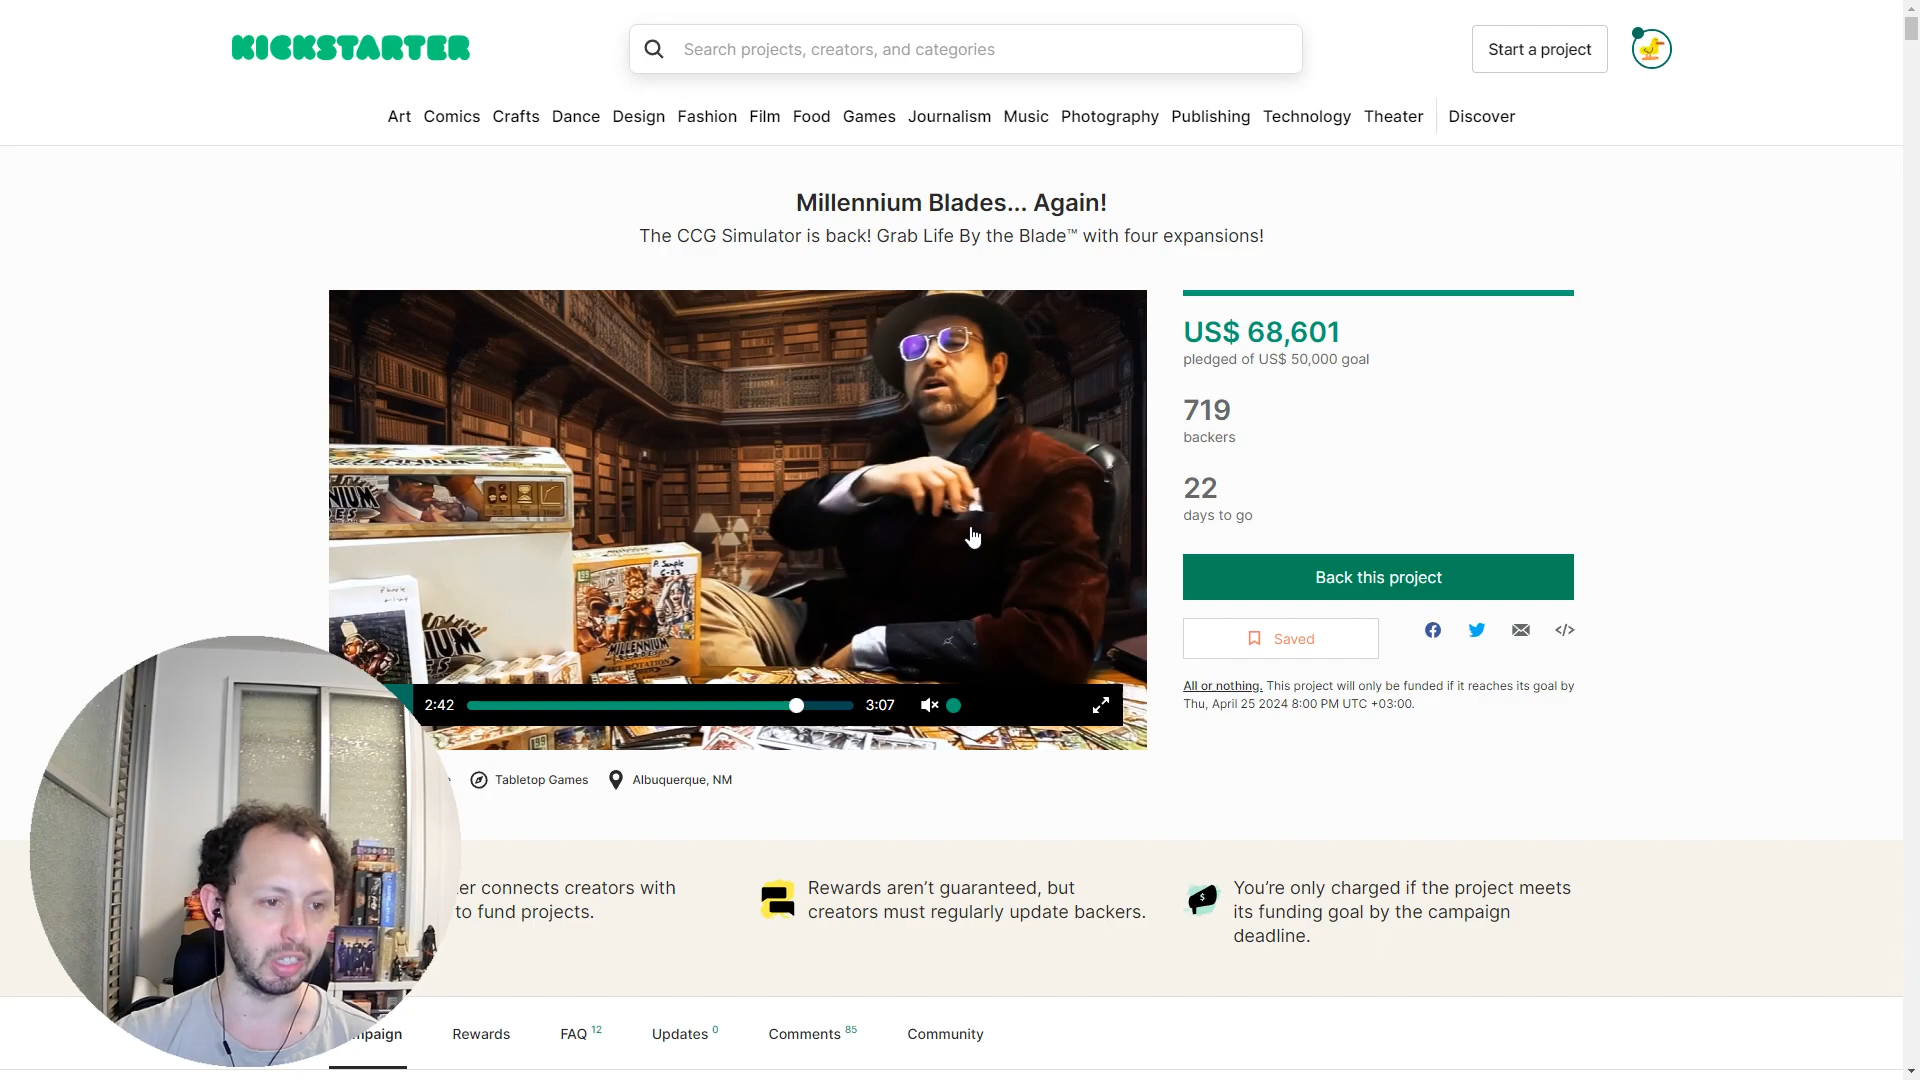 KICKSTARTER
Search projects, creators, and categories
Start a project
Art Comics Crafts Dance Design Fashion Film Food Games Journalism Music Photography Publishing Technology Theater Discover
Millennium Blades... Again!
The CCG Simulator is back! Grab Life By the Blade™ with four expansions!
US$ 68,601
pledged of US$ 50,000 goal
719
backers
22
days to go
Back this project
Saved
All or nothing. This project will only be funded if it reaches its goal by
Thu, April 25 2024 8:00 PM UTC +03:00.
MILLENNIUM
P. Sample
MILLENNIUM
BLADES
SET ROTATION
2:42
3:07
Tabletop Games
Albuquerque, NM
er connects creators with
to fund projects.
Rewards aren't guaranteed, but
creators must regularly update backers.
You're only charged if the project meets
its funding goal by the campaign
deadline.
mpaign
Rewards
FAQ 12
Updates 0
Comments 85
Community